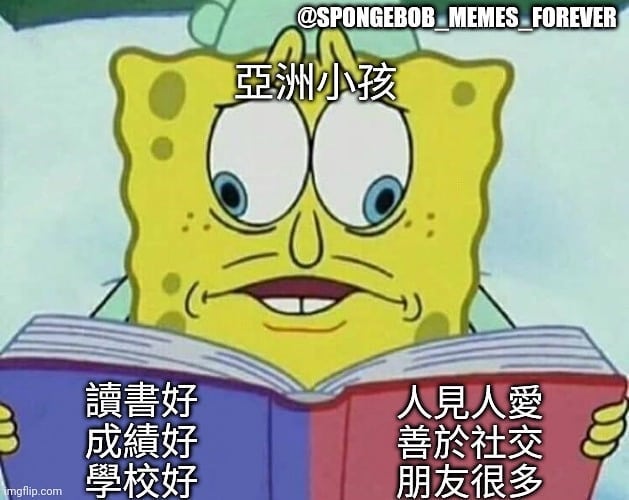 @SPONGEBOB_MEMES_FOREVER
亞洲小孩
讀書好
成績好
學校好
人見人愛
善於社交
朋友很多
imgflip.com